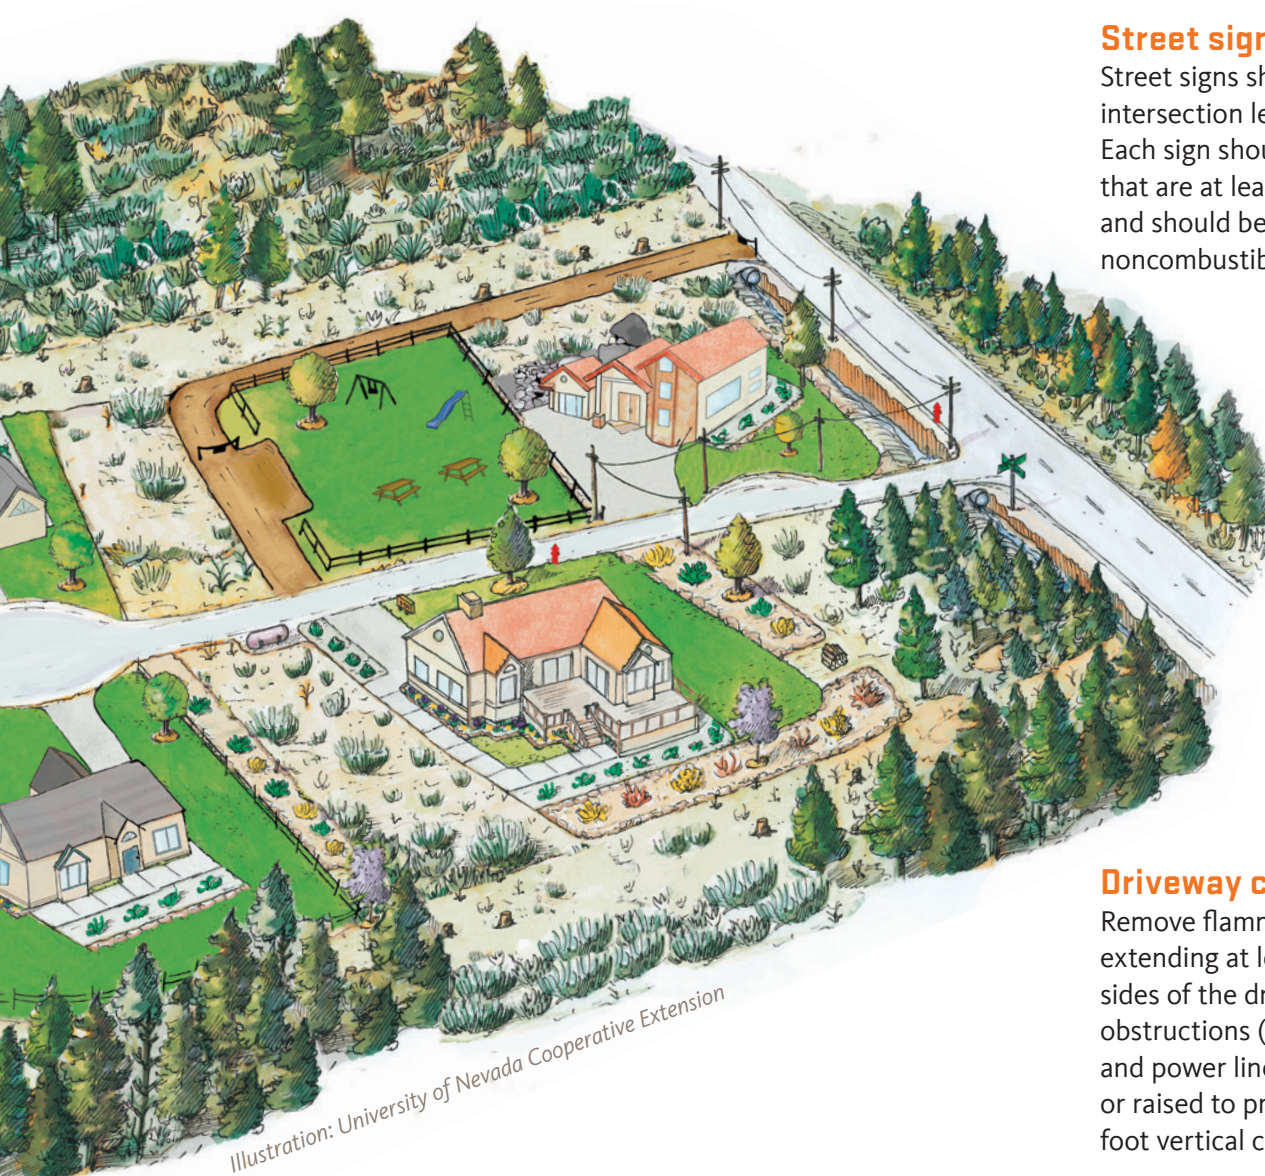 Street sign
Street signs sh
intersection le
Each sign shou
that are at lea
and should be
noncombustib
Driveway c
Remove flamm
extending at le
sides of the dr
obstructions (
and power line
or raised to pr
foot vertical c
Illustration: University of Nevada Cooperative Extension